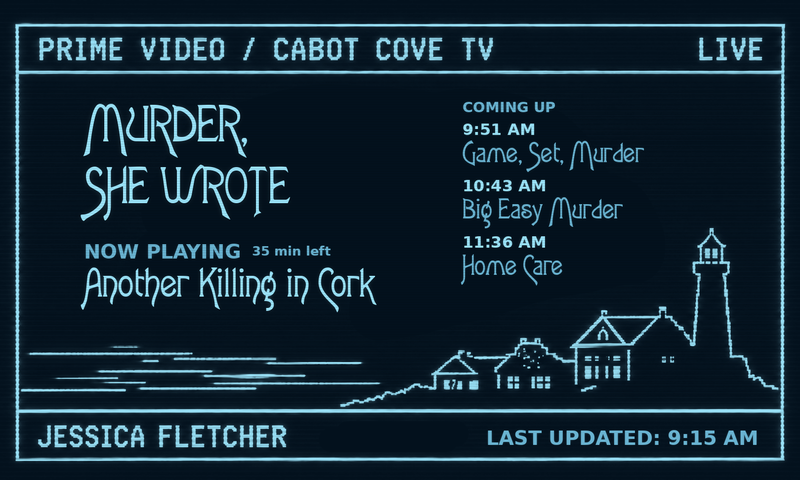 PRIME VIDEO / CABOT COVE TV
LIVE
MURDER,
SHE WROTE
NOW PLAYING 35 min left
Another Killing in Cork
COMING UP
9:51 AM
Game, Set, Murder
10:43 AM
Big Easy Murder
11:36 AM
Home Care
JESSICA FLETCHER
LAST UPDATED: 9:15 AM